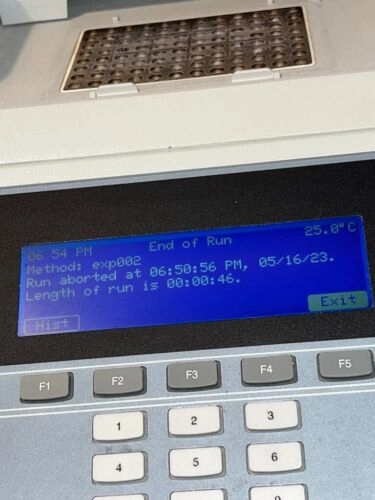 06 54 PM End of Run 25.0°C
Method: exp002
Run aborted at 06:50:56 PM, 05/16/23.
Length of run is 00:00:46.
Hist Exit
F1 F2 F3 F4 F5
1 2 3
4 5 6